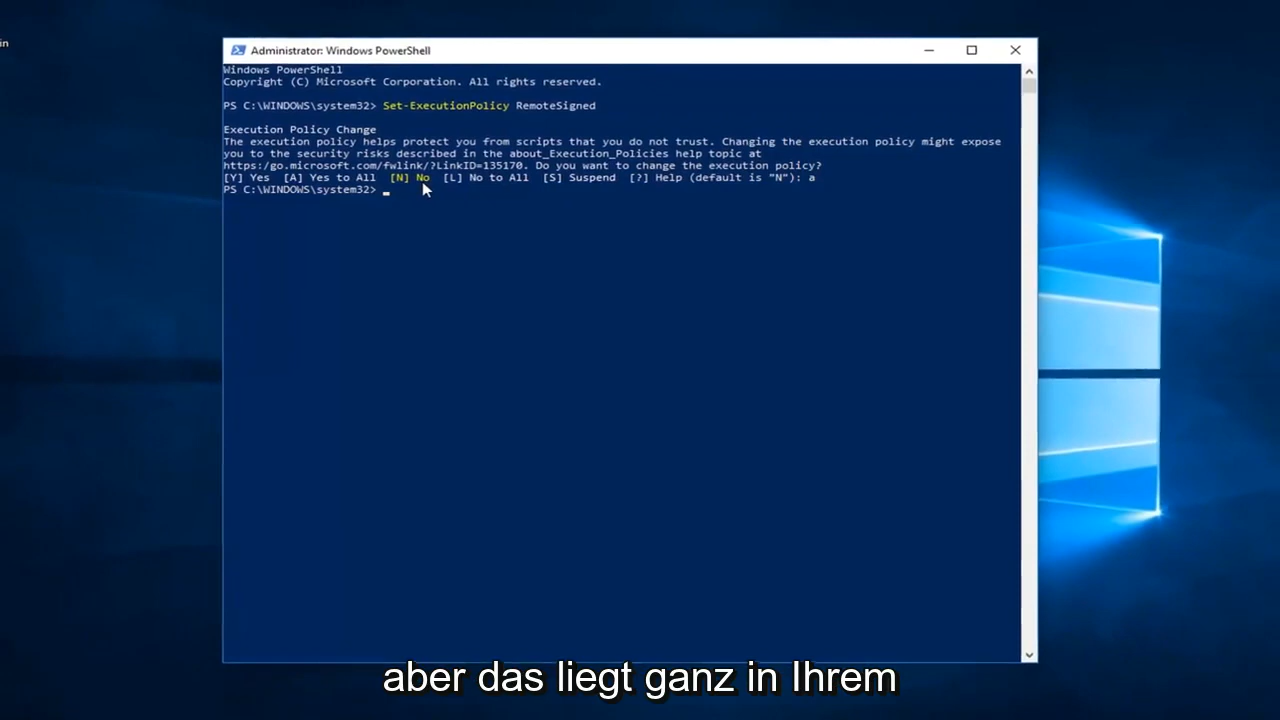 in
Administrator: Windows PowerShell
Windows PowerShell
Copyright (C) Microsoft Corporation. All rights reserved.
PS C:\WINDOWS\system32> Set-ExecutionPolicy RemoteSigned
Execution Policy Change
The execution policy helps protect you from scripts that you do not trust. Changing the execution policy might expose
you to the security risks described in the about_Execution_Policies help topic at
https:/go.microsoft.com/fwlink/?LinkID=135170. Do you want to change the execution policy?
[Y] Yes  [A] Yes to All  [N] No  [L] No to All  [S] Suspend  [?] Help (default is "N"): a
PS C:\WINDOWS\system32>
aber das liegt ganz in Ihrem